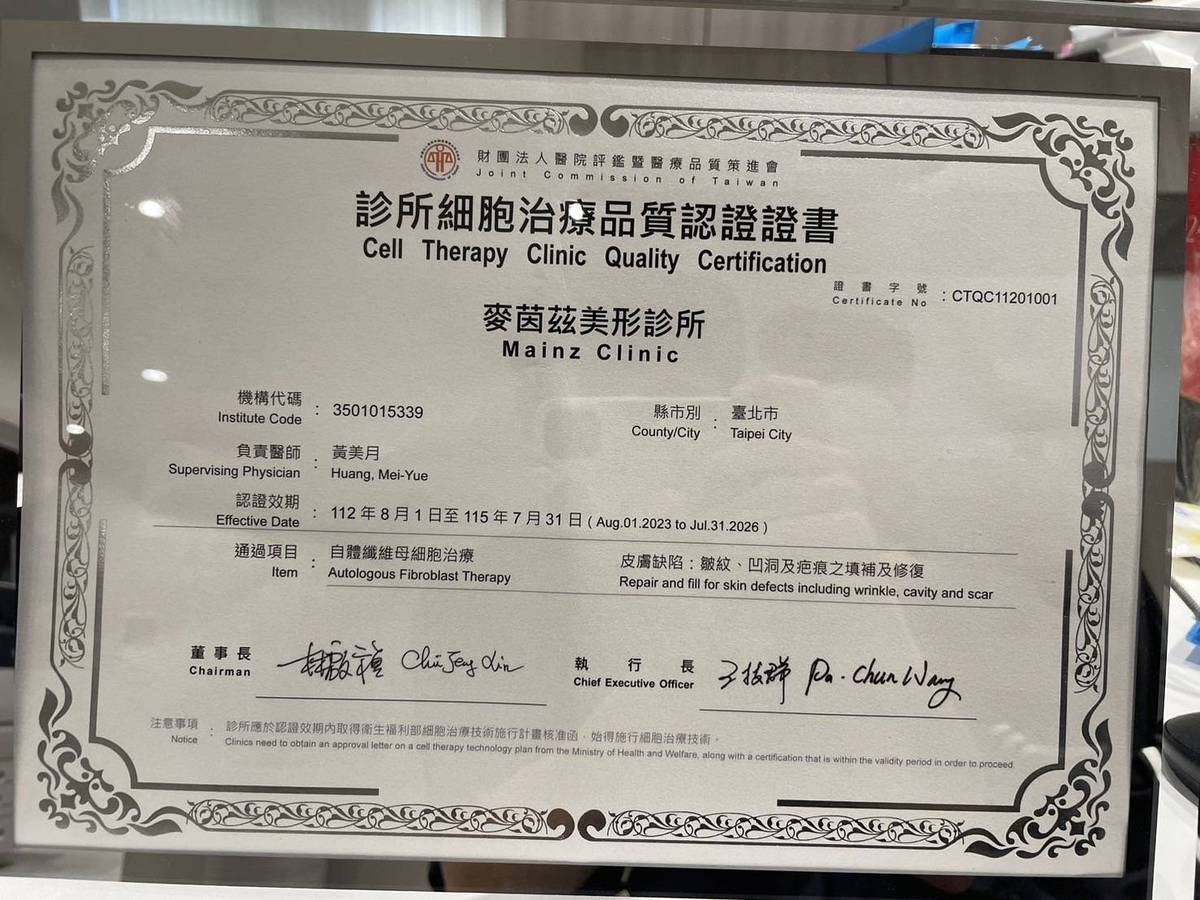 財團法人醫院評鑑暨醫療品質策進會
Joint Commission of Taiwan
診所細胞治療品質認證證書
Cell Therapy Clinic Quality Certification
證書字號 : CTQC11201001
Certificate No
麥茵茲美形診所
Mainz Clinic
機構代碼 : 3501015339
Institute Code
縣市別 : 臺北市
County/City Taipei City
負責醫師 : 黃美月
Supervising Physician Huang, Mei-Yue
認證效期 : 112 年 8 月 1 日至 115 年 7 月 31 日 ( Aug.01.2023 to Jul.31.2026 )
Effective Date
通過項目 : 自體纖維母細胞治療
Item Autologous Fibroblast Therapy
皮膚缺陷：皺紋、凹洞及疤痕之填補及修復
Repair and fill for skin defects including wrinkle, cavity and scar
董事長
Chairman
執行長
Chief Executive Officer
Pa-Chun Wang
注意事項 : 診所應於認證效期內取得衛生福利部細胞治療技術施行計畫核准函，始得施行細胞治療技術。
Notice Clinics need to obtain an approval letter on a cell therapy technology plan from the Ministry of Health and Welfare, along with a certification that is within the validity period in order to proceed.